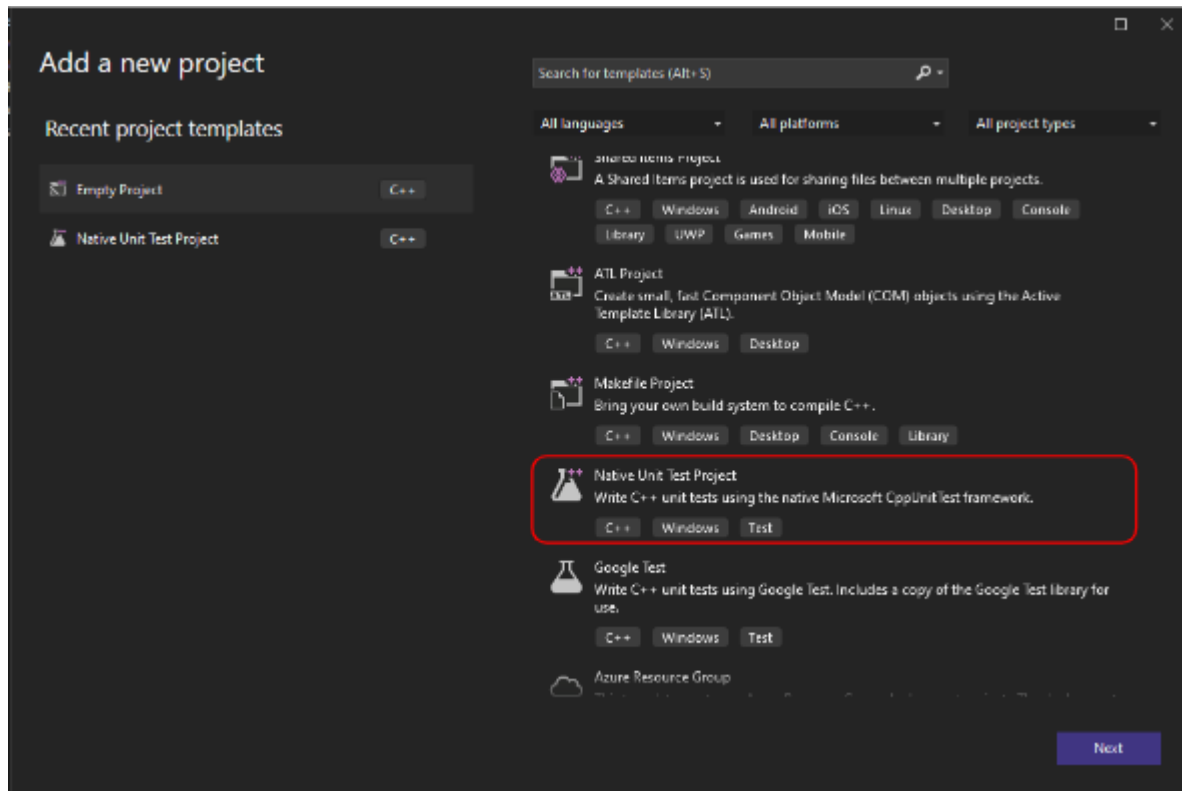 Add a new project
Search for templates (Alt+S)
Recent project templates
All languages
All platforms
All project types
Empty Project
C++
Native Unit Test Project
C++
Shared Items Project
A Shared Items project is used for sharing files between multiple projects.
C++ Windows Android iOS Linux Desktop Console
Library UWP Games Mobile
ATL Project
Create small, fast Component Object Model (COM) objects using the Active
Template Library (ATL).
C++ Windows Desktop
Makefile Project
Bring your own build system to compile C++.
C++ Windows Desktop Console Library
Native Unit Test Project
Write C++ unit tests using the native Microsoft CppUnitTest framework.
C++ Windows Test
Google Test
Write C++ unit tests using Google Test. Includes a copy of the Google Test library for
use.
C++ Windows Test
Azure Resource Group
Next